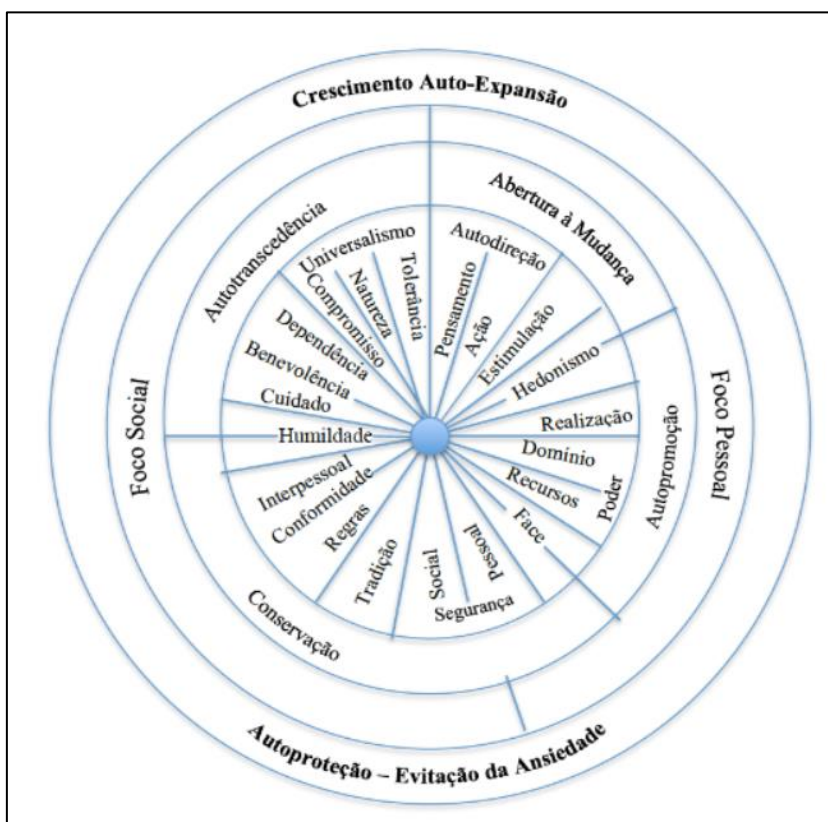 Crescimento Auto-Expansão
Abertura à Mudança
Autotranscedência
Foco Social
Foco Pessoal
Autopromoção
Conservação
Autoproteção – Evitação da Ansiedade
Universalismo
Tolerância
Natureza
Compromisso
Dependência
Benevolência
Cuidado
Humildade
Interpessoal
Conformidade
Regras
Tradição
Social
Segurança
Pessoal
Face
Recursos
Poder
Domínio
Realização
Hedonismo
Estimulação
Autodireção
Ação
Pensamento